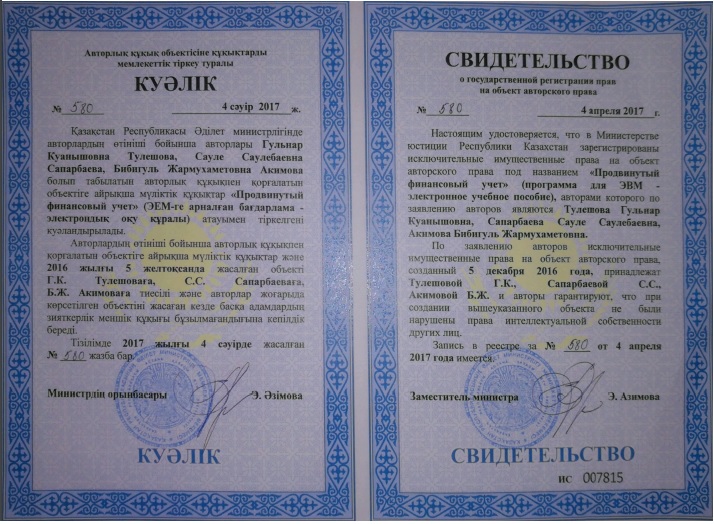 Авторлық құқық объектісіне құқықтарды
мемлекеттік тіркеу туралы
КУӘЛІК
№ 580 4 сәуір 2017 ж.
Қазақстан Республикасы Әділет министрлігінде
авторлардың өтініші бойынша авторлары Гульнар
Куанышовна Тулешова, Сауле Саулебаевна
Сапарбаева, Бибигуль Жармухаметовна Акимова
болып табылатын авторлық құқықпен қорғалатын
объектіге айрықша мүліктік құқықтар «Продвинутый
финансовый учет» (ЭЕМ-ге арналған бағдарлама -
электрондық оқу құралы) атауымен тіркелгені
куәландырылады.
Авторлардың өтініші бойынша авторлық құқықпен
қорғалатын объектіге айрықша мүліктік құқықтар және
2016 жылғы 5 желтоқсанда жасалған объекті
Г.К. Тулешоваға, С.С. Сапарбаеваға,
Б.Ж. Акимоваға тиесілі және авторлар жоғарыда
көрсетілген объектіні жасаған кезде басқа адамдардың
зияткерлік меншік құқығы бұзылмағандығына кепілдік
береді.
Тізілімде 2017 жылғы 4 сәуірде жасалған
№ 580 жазба бар.
Министрдің орынбасары Э. Әзімова
КУӘЛІК
СВИДЕТЕЛЬСТВО
о государственной регистрации прав
на объект авторского права
№ 580 4 апреля 2017 г.
Настоящим удостоверяется, что в Министерстве
юстиции Республики Казахстан зарегистрированы
исключительные имущественные права на объект
авторского права под названием «Продвинутый
финансовый учет» (программа для ЭВМ -
электронное учебное пособие), авторами которого по
заявлению авторов являются Тулешова Гульнар
Куанышовна, Сапарбаева Сауле Саулебаевна,
Акимова Бибигуль Жармухаметовна.
По заявлению авторов исключительные
имущественные права на объект авторского права,
созданный 5 декабря 2016 года, принадлежат
Тулешовой Г.К., Сапарбаевой С.С.,
Акимовой Б.Ж. и авторы гарантируют, что при
создании вышеуказанного объекта не были
нарушены права интеллектуальной собственности
других лиц.
Запись в реестре за № 580 от 4 апреля
2017 года имеется.
Заместитель министра Э. Азимова
СВИДЕТЕЛЬСТВО
ИС 007815